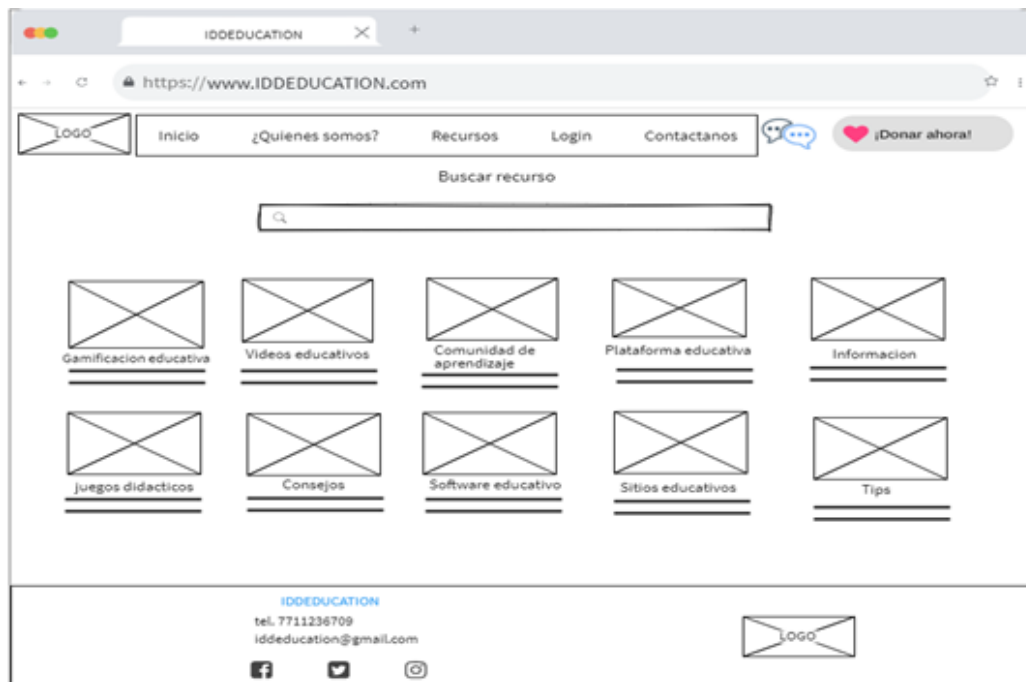 IDDEDUCATION
https://www.IDDEDUCATION.com
LOGO
Inicio ¿Quienes somos? Recursos Login Contactanos
¡Donar ahora!
Buscar recurso
Gamificacion educativa
Videos educativos
Comunidad de
aprendizaje
Plataforma educativa
Informacion
juegos didacticos
Consejos
Software educativo
Sitios educativos
Tips
IDDEDUCATION
tel. 7711236709
iddeducation@gmail.com
LOGO